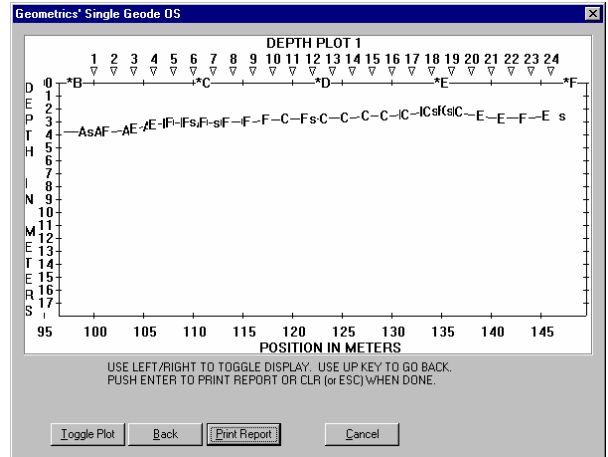 Geometrics' Single Geode OS
DEPTH PLOT 1
1 2 3 4 5 6 7 8 9 10 11 12 13 14 15 16 17 18 19 20 21 22 23 24
*B *C *D *E *F
DEPTH IN METERS
0
1
2
3
4
5
6
7
8
9
10
11
12
13
14
15
16
17
95 100 105 110 115 120 125 130 135 140 145
POSITION IN METERS
USE LEFT/RIGHT TO TOGGLE DISPLAY. USE UP KEY TO GO BACK.
PUSH ENTER TO PRINT REPORT OR CLR (or ESC) WHEN DONE.
Toggle Plot Back Print Report Cancel